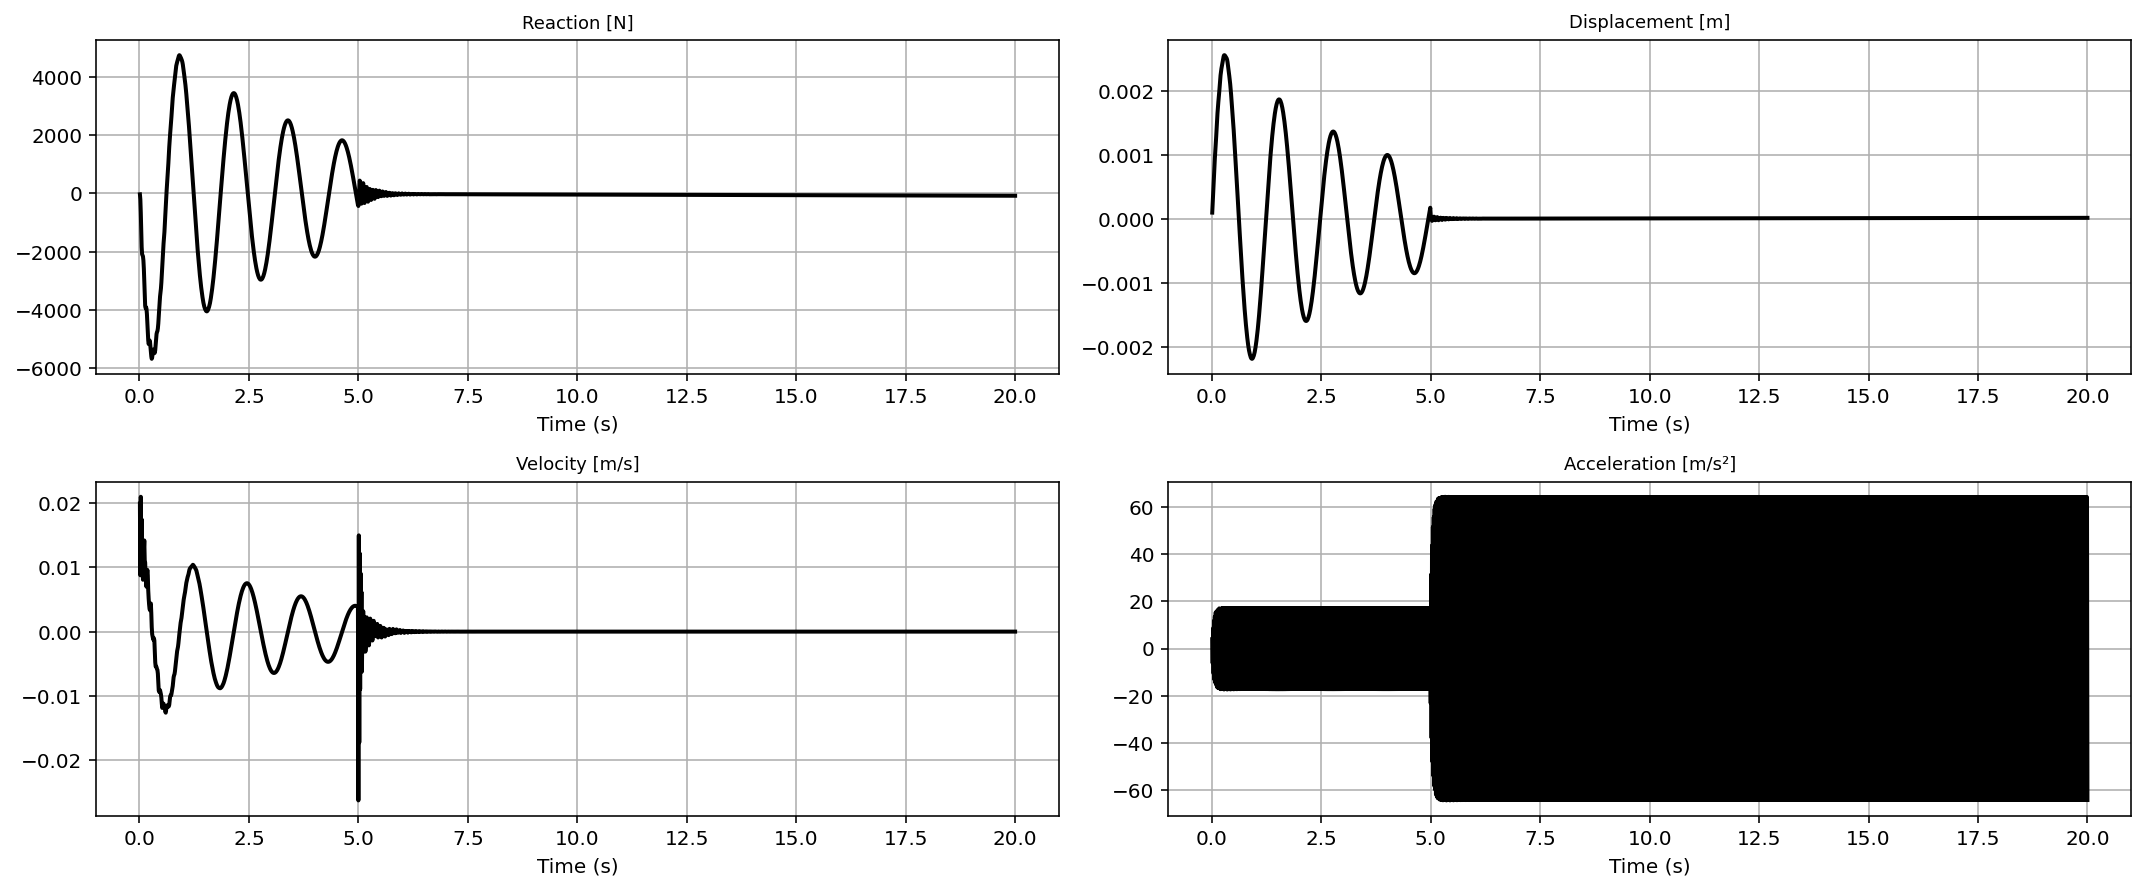 Reaction [N]
4000
2000
0
−2000
−4000
−6000
0.0 2.5 5.0 7.5 10.0 12.5 15.0 17.5 20.0
Time (s)
Displacement [m]
0.002
0.001
0.000
−0.001
−0.002
0.0 2.5 5.0 7.5 10.0 12.5 15.0 17.5 20.0
Time (s)
Velocity [m/s]
0.02
0.01
0.00
−0.01
−0.02
0.0 2.5 5.0 7.5 10.0 12.5 15.0 17.5 20.0
Time (s)
Acceleration [m/s²]
60
40
20
0
−20
−40
−60
0.0 2.5 5.0 7.5 10.0 12.5 15.0 17.5 20.0
Time (s)